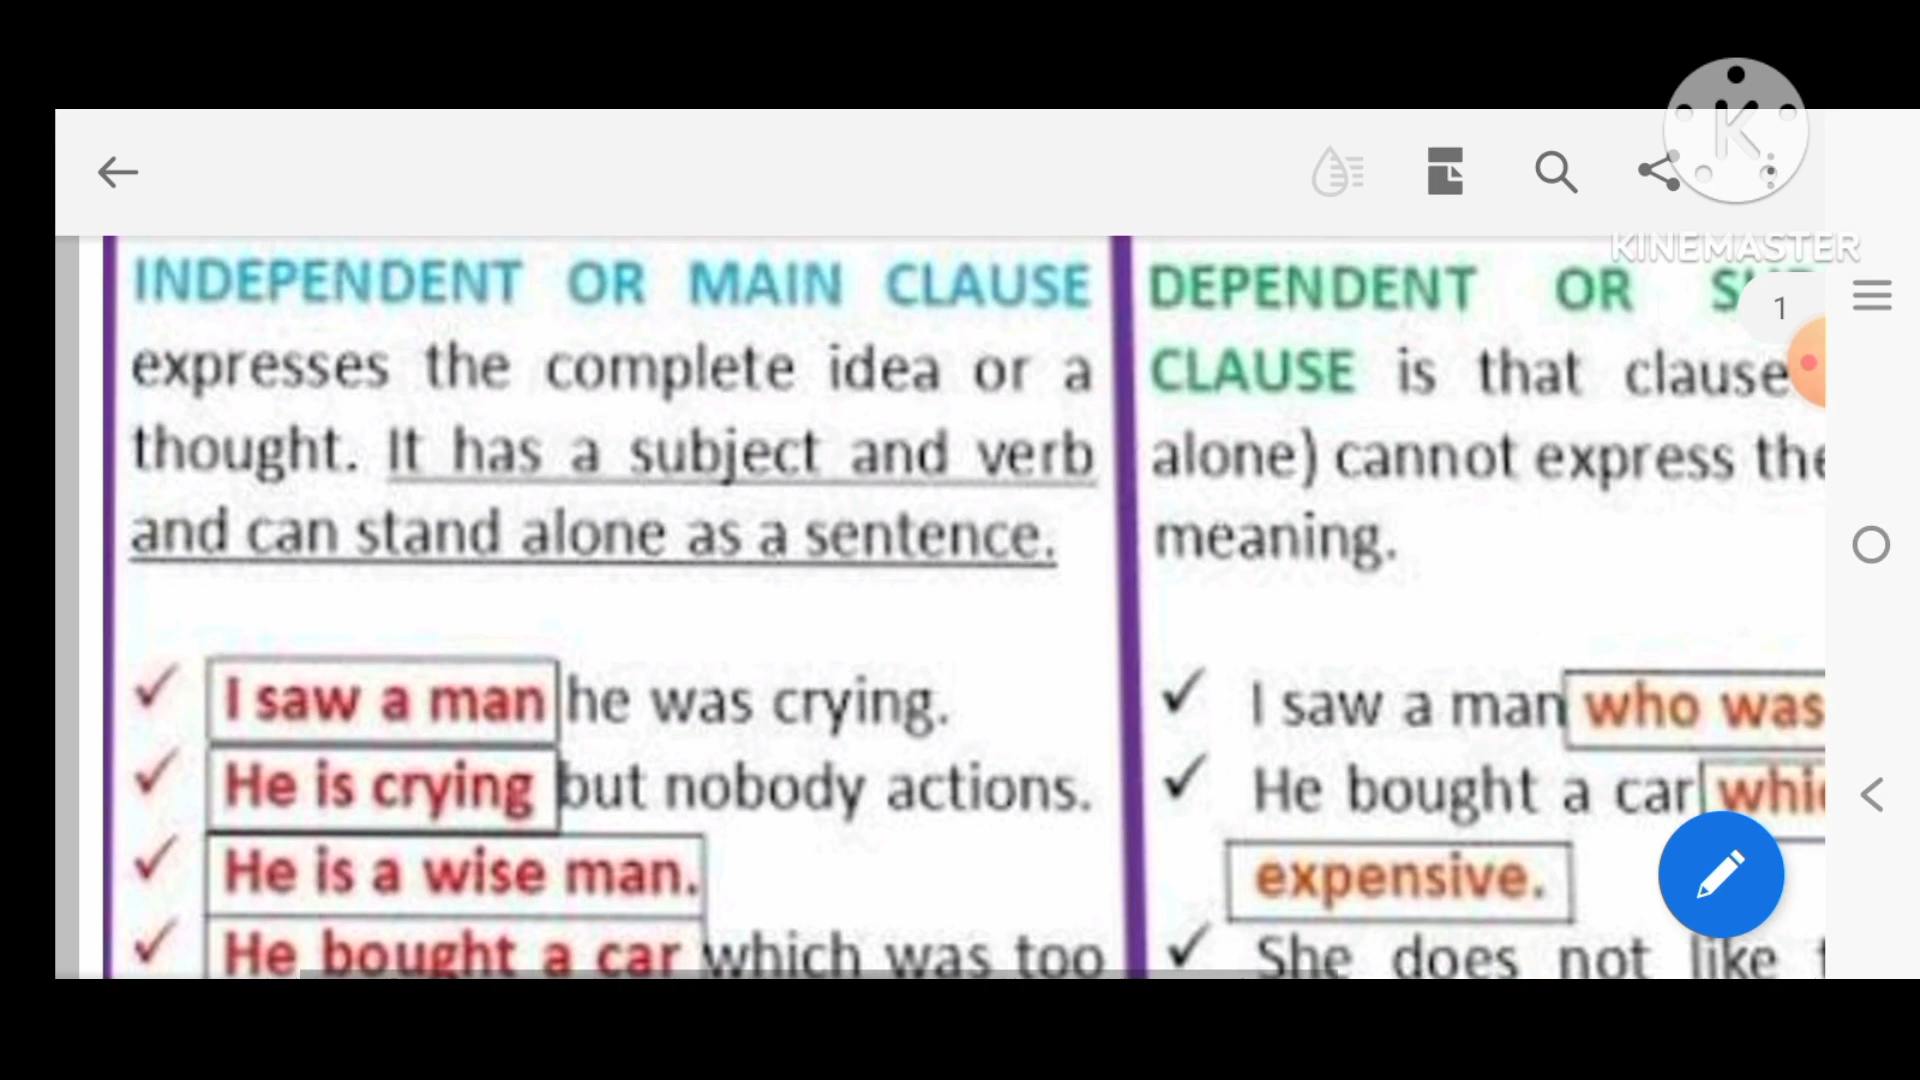 KINEMASTER
1
INDEPENDENT OR MAIN CLAUSE
expresses the complete idea or a
thought. It has a subject and verb
and can stand alone as a sentence.
I saw a man he was crying.
He is crying but nobody actions.
He is a wise man.
He bought a car which was too
DEPENDENT OR
CLAUSE is that clause
alone) cannot express the
meaning.
I saw a man who was
He bought a car
expensive.
She does not like